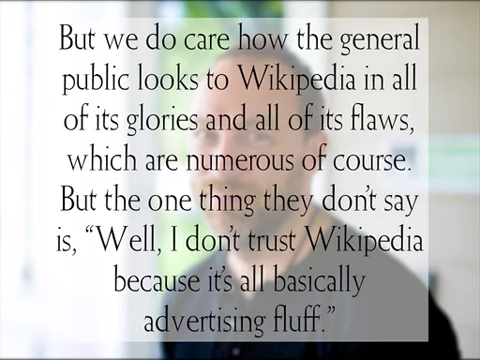 But we do care how the general
public looks to Wikipedia in all
of its glories and all of its flaws,
which are numerous of course.
But the one thing they don't say
is, “Well, I don't trust Wikipedia
because it's all basically
advertising fluff.”